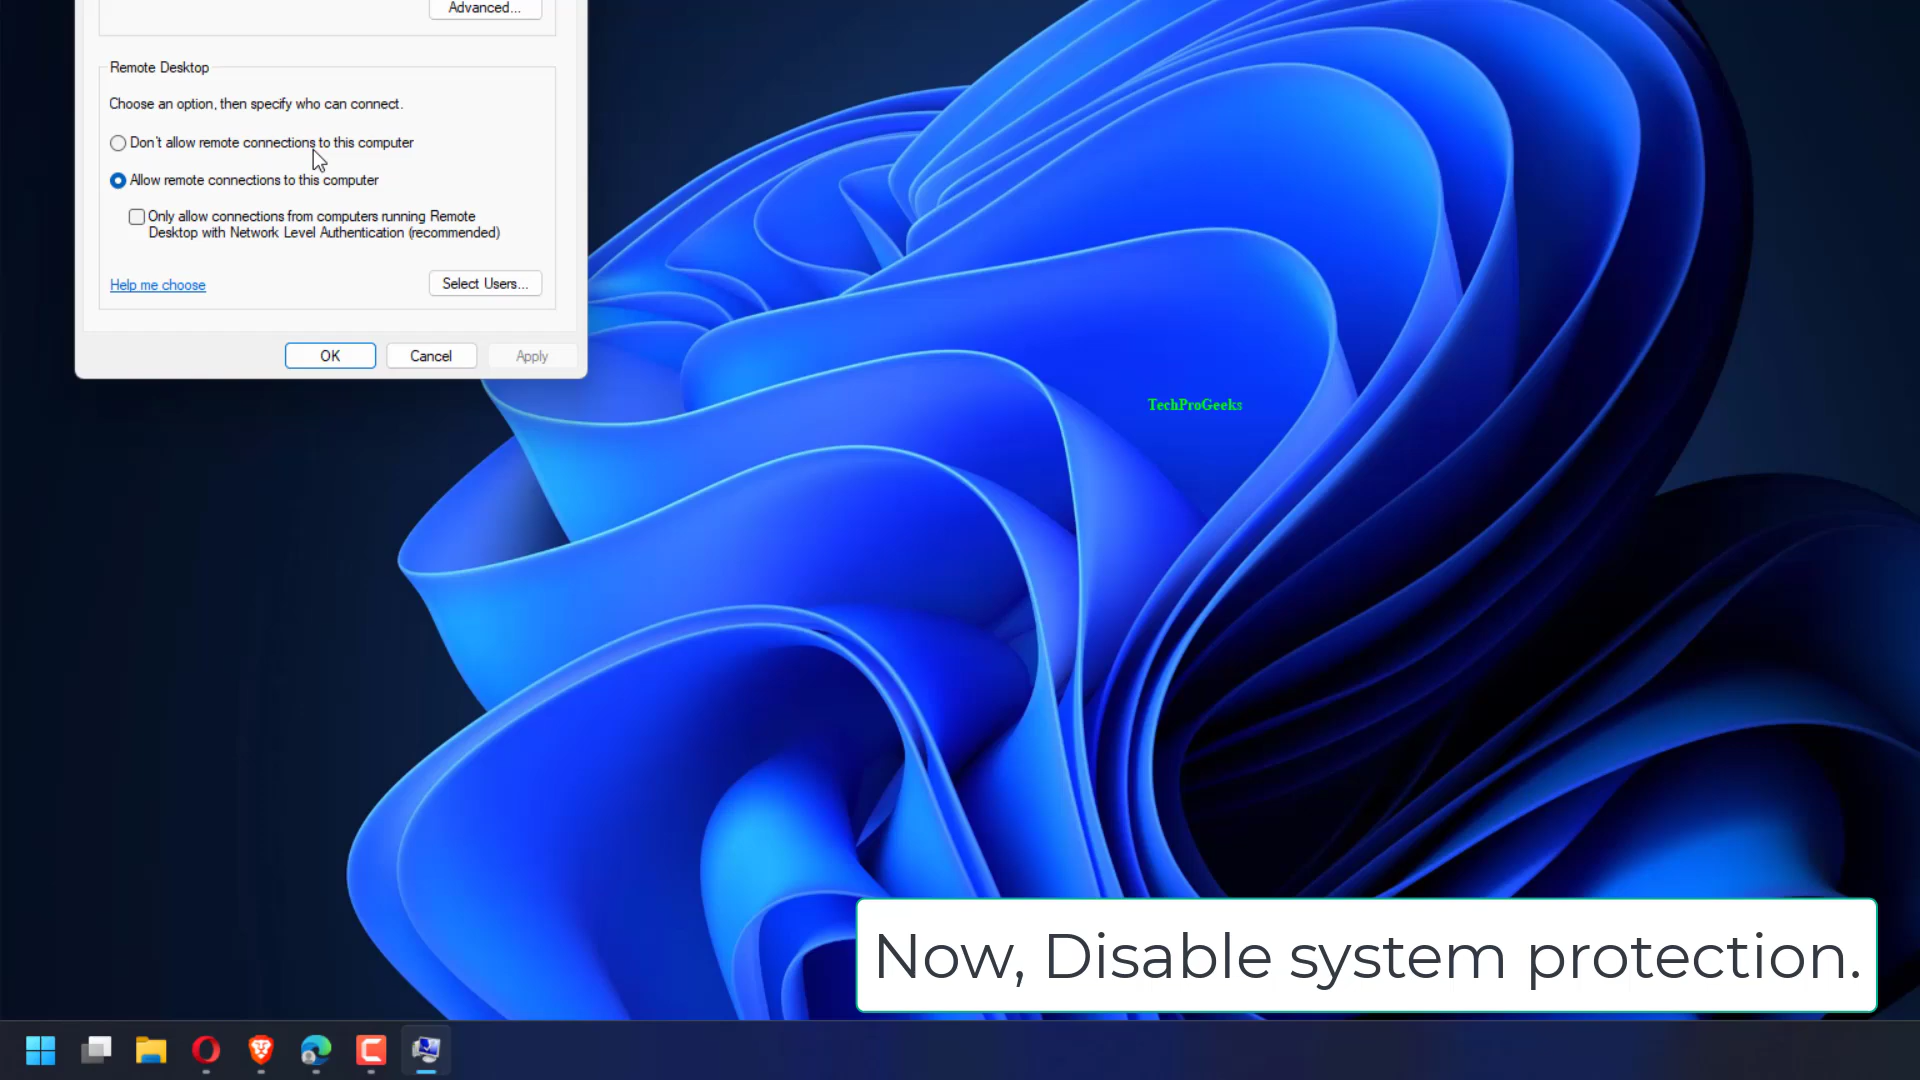 Advanced...
Remote Desktop
Choose an option, then specify who can connect.
Don't allow remote connections to this computer
Allow remote connections to this computer
Only allow connections from computers running Remote
Desktop with Network Level Authentication (recommended)
Help me choose
Select Users...
OK
Cancel
Apply
TechProGeeks
Now, Disable system protection.